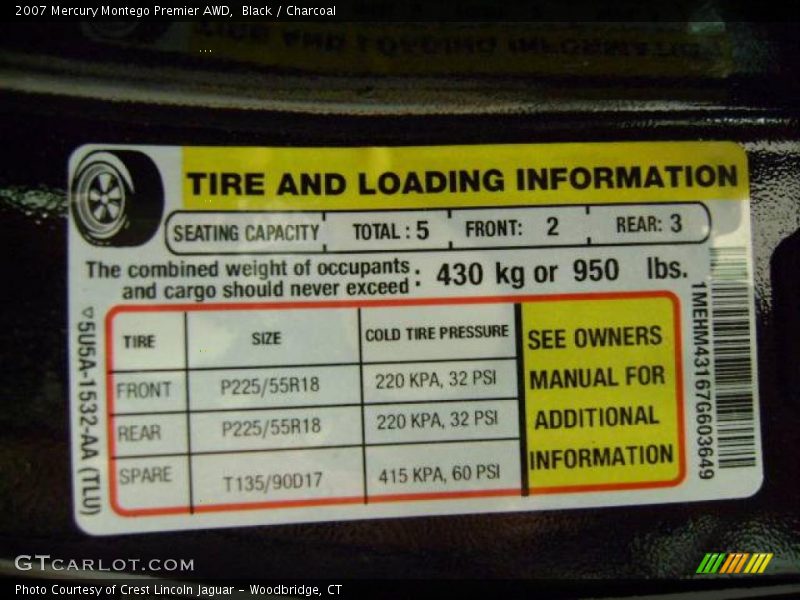 2007 Mercury Montego Premier AWD, Black / Charcoal
TIRE AND LOADING INFORMATION
SEATING CAPACITY TOTAL : 5 FRONT: 2 REAR: 3
The combined weight of occupants
and cargo should never exceed : 430 kg or 950 lbs.
TIRE SIZE COLD TIRE PRESSURE
FRONT P225/55R18 220 KPA, 32 PSI
REAR P225/55R18 220 KPA, 32 PSI
SPARE T135/90D17 415 KPA, 60 PSI
SEE OWNERS
MANUAL FOR
ADDITIONAL
INFORMATION
▽5U5A-1532-AA (TLU)
1MEHM43167G603649
GTCARLOT.COM
Photo Courtesy of Crest Lincoln Jaguar - Woodbridge, CT